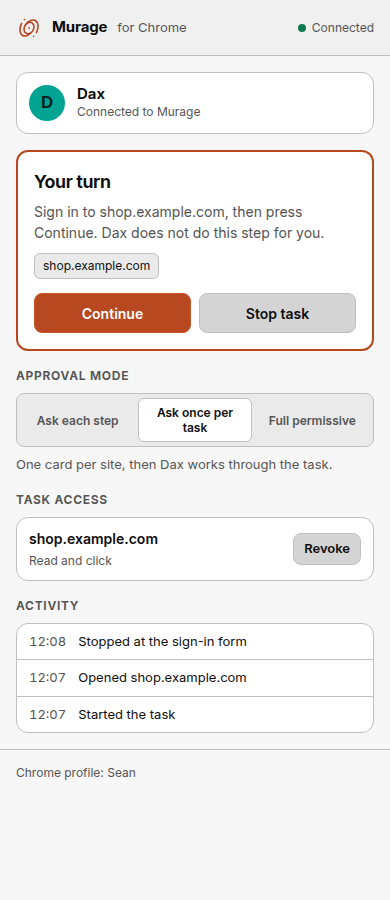 Murage for Chrome
Connected
D
Dax
Connected to Murage
Your turn
Sign in to shop.example.com, then press
Continue. Dax does not do this step for you.
shop.example.com
Continue
Stop task
APPROVAL MODE
Ask each step
Ask once per
task
Full permissive
One card per site, then Dax works through the task.
TASK ACCESS
shop.example.com
Read and click
Revoke
ACTIVITY
12:08 Stopped at the sign-in form
12:07 Opened shop.example.com
12:07 Started the task
Chrome profile: Sean